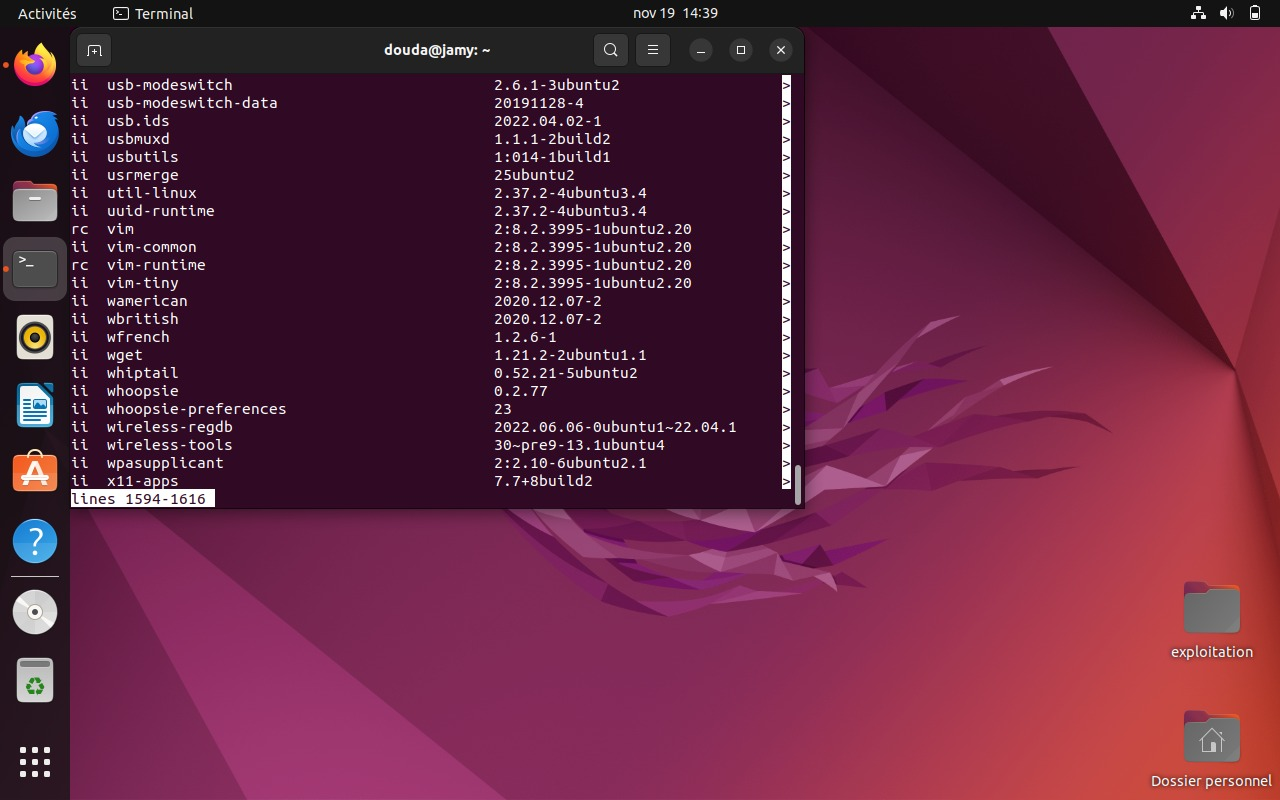 Activités Terminal nov 19 14:39
douda@jamy: ~
ii usb-modeswitch 2.6.1-3ubuntu2 >
ii usb-modeswitch-data 20191128-4 >
ii usb.ids 2022.04.02-1 >
ii usbmuxd 1.1.1-2build2 >
ii usbutils 1:014-1build1 >
ii usrmerge 25ubuntu2 >
ii util-linux 2.37.2-4ubuntu3.4 >
ii uuid-runtime 2.37.2-4ubuntu3.4 >
rc vim 2:8.2.3995-1ubuntu2.20 >
ii vim-common 2:8.2.3995-1ubuntu2.20 >
rc vim-runtime 2:8.2.3995-1ubuntu2.20 >
ii vim-tiny 2:8.2.3995-1ubuntu2.20 >
ii wamerican 2020.12.07-2 >
ii wbritish 2020.12.07-2 >
ii wfrench 1.2.6-1 >
ii wget 1.21.2-2ubuntu1.1 >
ii whiptail 0.52.21-5ubuntu2 >
ii whoopsie 0.2.77 >
ii whoopsie-preferences 23 >
ii wireless-regdb 2022.06.06-0ubuntu1~22.04.1 >
ii wireless-tools 30~pre9-13.1ubuntu4 >
ii wpasupplicant 2:2.10-6ubuntu2.1 >
ii x11-apps 7.7+8build2 >
lines 1594-1616
exploitation
Dossier personnel